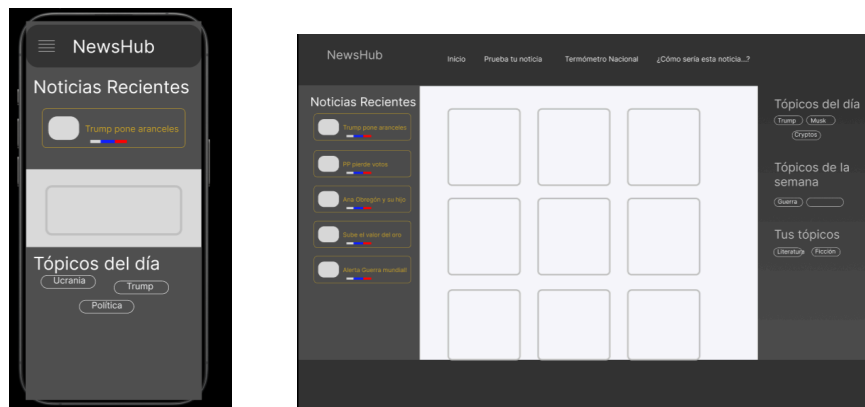 NewsHub
Noticias Recientes
Trump pone aranceles
Tópicos del día
Ucrania
Trump
Política
NewsHub
Inicio
Prueba tu noticia
Termómetro Nacional
¿Cómo sería esta noticia...?
Noticias Recientes
Trump pone aranceles
PP pierde votos
Ana Obregón y su hijo
Sube el valor del oro
Alerta Guerra mundial!
Tópicos del día
Trump
Musk
Cryptos
Tópicos de la
semana
Guerra
Tus tópicos
Literatura
Ficción